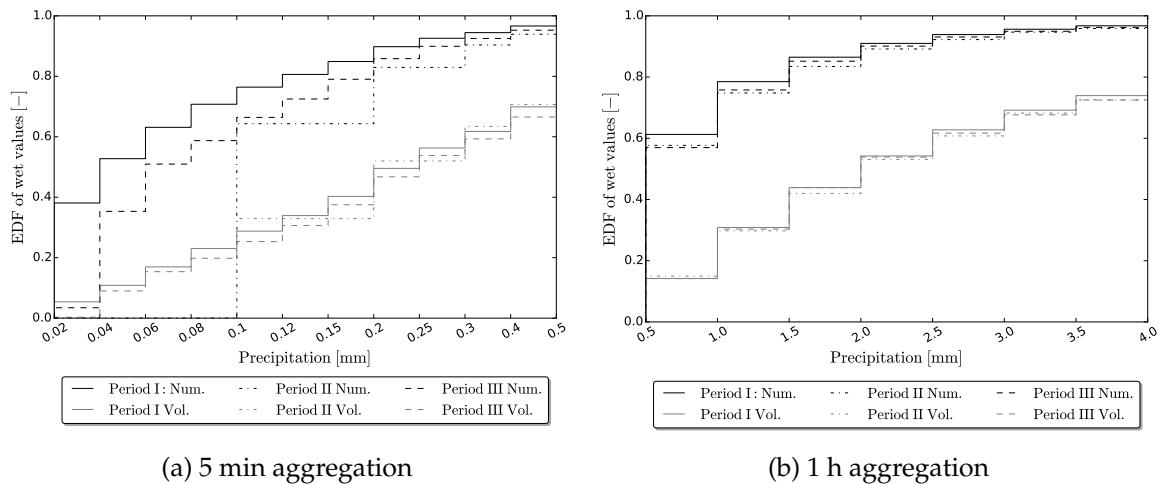 1.0
0.8
0.6
0.4
0.2
0.0
EDF of wet values [−]
0.02 0.04 0.06 0.08 0.1 0.12 0.15 0.2 0.25 0.3 0.4 0.5
Precipitation [mm]
Period I : Num. Period II Num. Period III Num.
Period I Vol. Period II Vol. Period III Vol.
(a) 5 min aggregation
1.0
0.8
0.6
0.4
0.2
0.0
EDF of wet values [−]
0.5 1.0 1.5 2.0 2.5 3.0 3.5 4.0
Precipitation [mm]
Period I : Num. Period II Num. Period III Num.
Period I Vol. Period II Vol. Period III Vol.
(b) 1 h aggregation